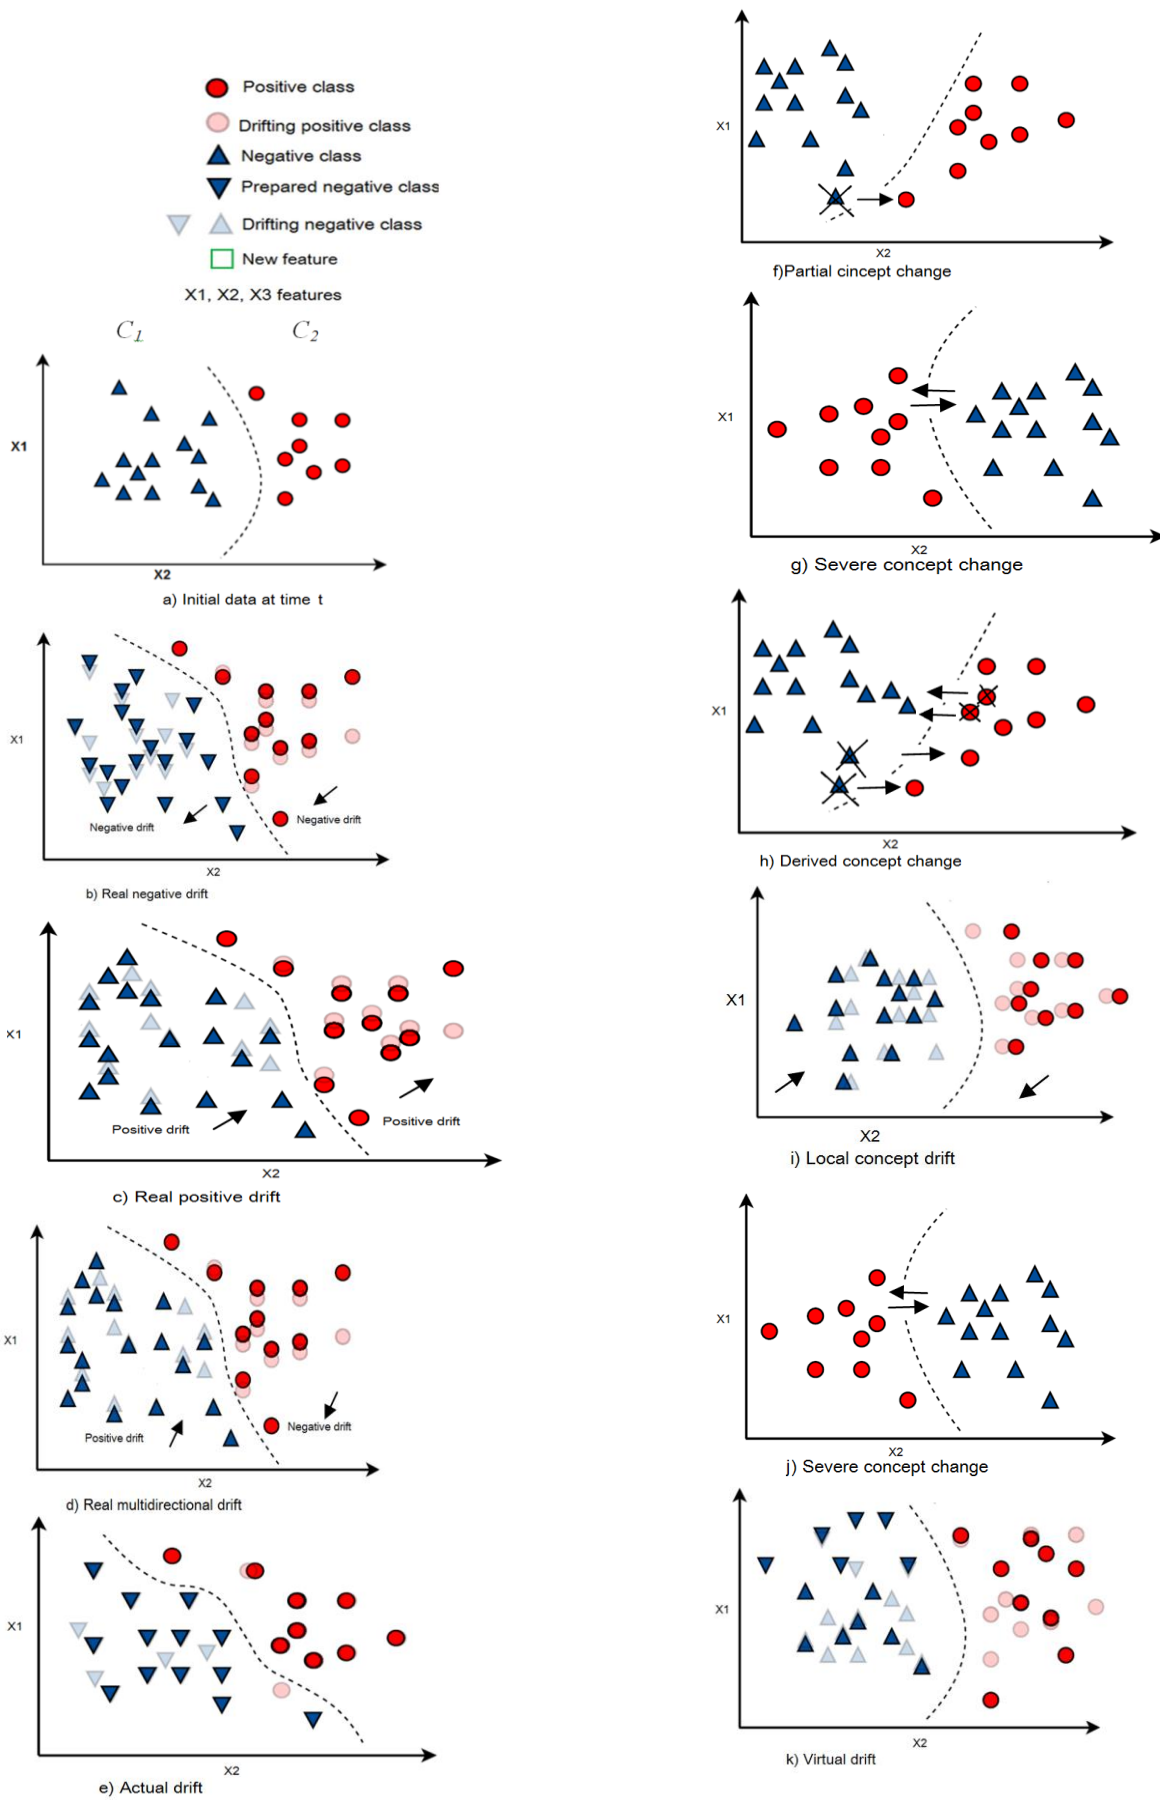 Positive class
Drifting positive class
Negative class
Prepared negative class
Drifting negative class
New feature
X1, X2, X3 features
C1
C2
X1
X2
a) Initial data at time t
X1
Negative drift
Negative drift
X2
b) Real negative drift
X1
Positive drift
Positive drift
X2
c) Real positive drift
X1
Positive drift
Negative drift
X2
d) Real multidirectional drift
X1
X2
e) Actual drift
X1
X2
f)Partial cincept change
X1
X2
g) Severe concept change
X1
X2
h) Derived concept change
X1
X2
i) Local concept drift
X1
X2
j) Severe concept change
X1
X2
k) Virtual drift